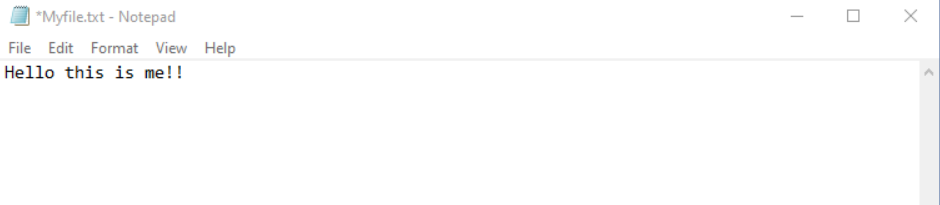 *Myfile.txt - Notepad
File Edit Format View Help
Hello this is me!!